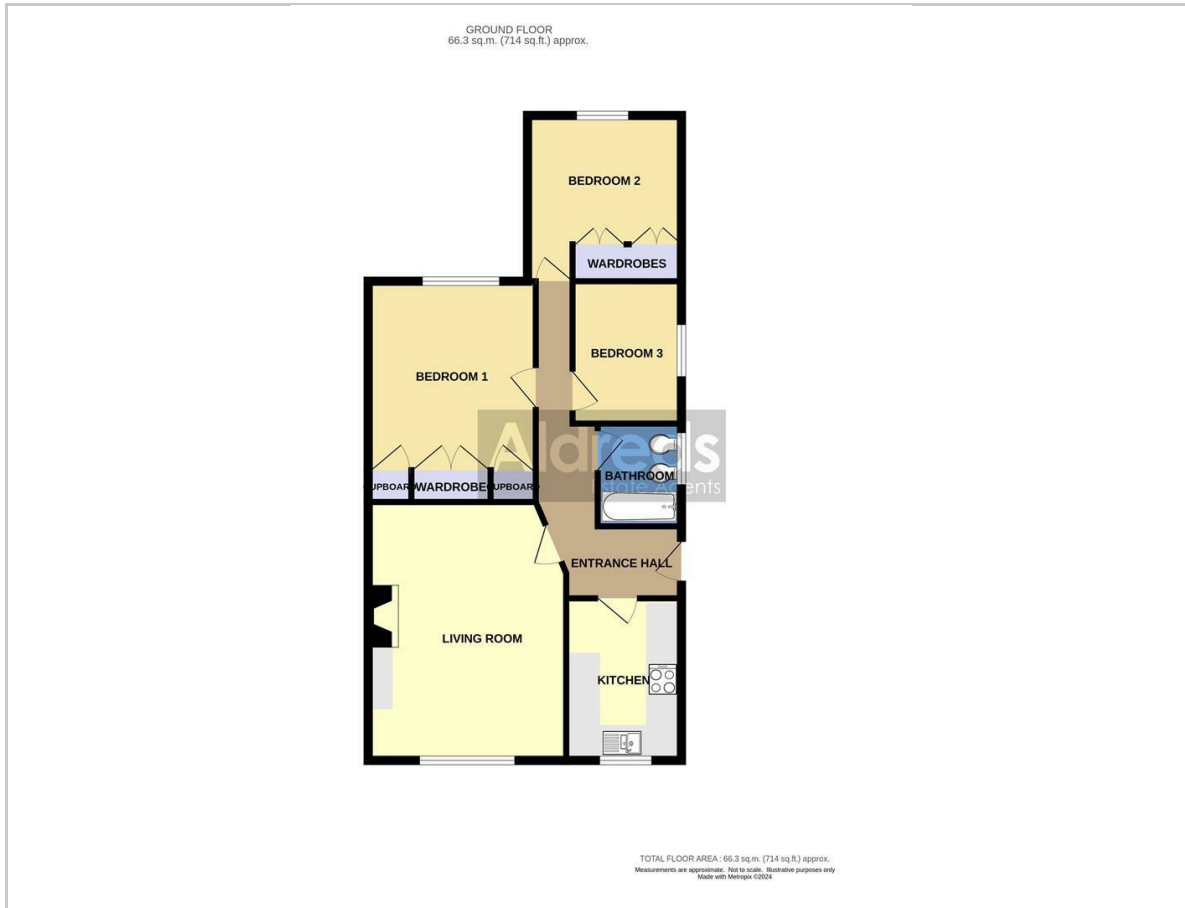 GROUND FLOOR
66.3 sq.m. (714 sq.ft.) approx.
BEDROOM 2
WARDROBES
BEDROOM 3
BEDROOM 1
Aldreds
BATHROOM
UPBOAR WARDROBE UPBOARD
Estate Agents
ENTRANCE HALL
LIVING ROOM
KITCHEN
TOTAL FLOOR AREA : 66.3 sq.m. (714 sq.ft.) approx.
Measurements are approximate. Not to scale. Illustrative purposes only
Made with Metropix ©2024